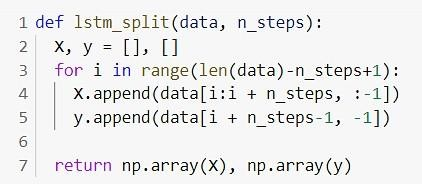 1 def lstm_split(data, n_steps):
2     X, y = [], []
3     for i in range(len(data)-n_steps+1):
4         X.append(data[i:i + n_steps, :-1])
5         y.append(data[i + n_steps-1, -1])
6
7     return np.array(X), np.array(y)